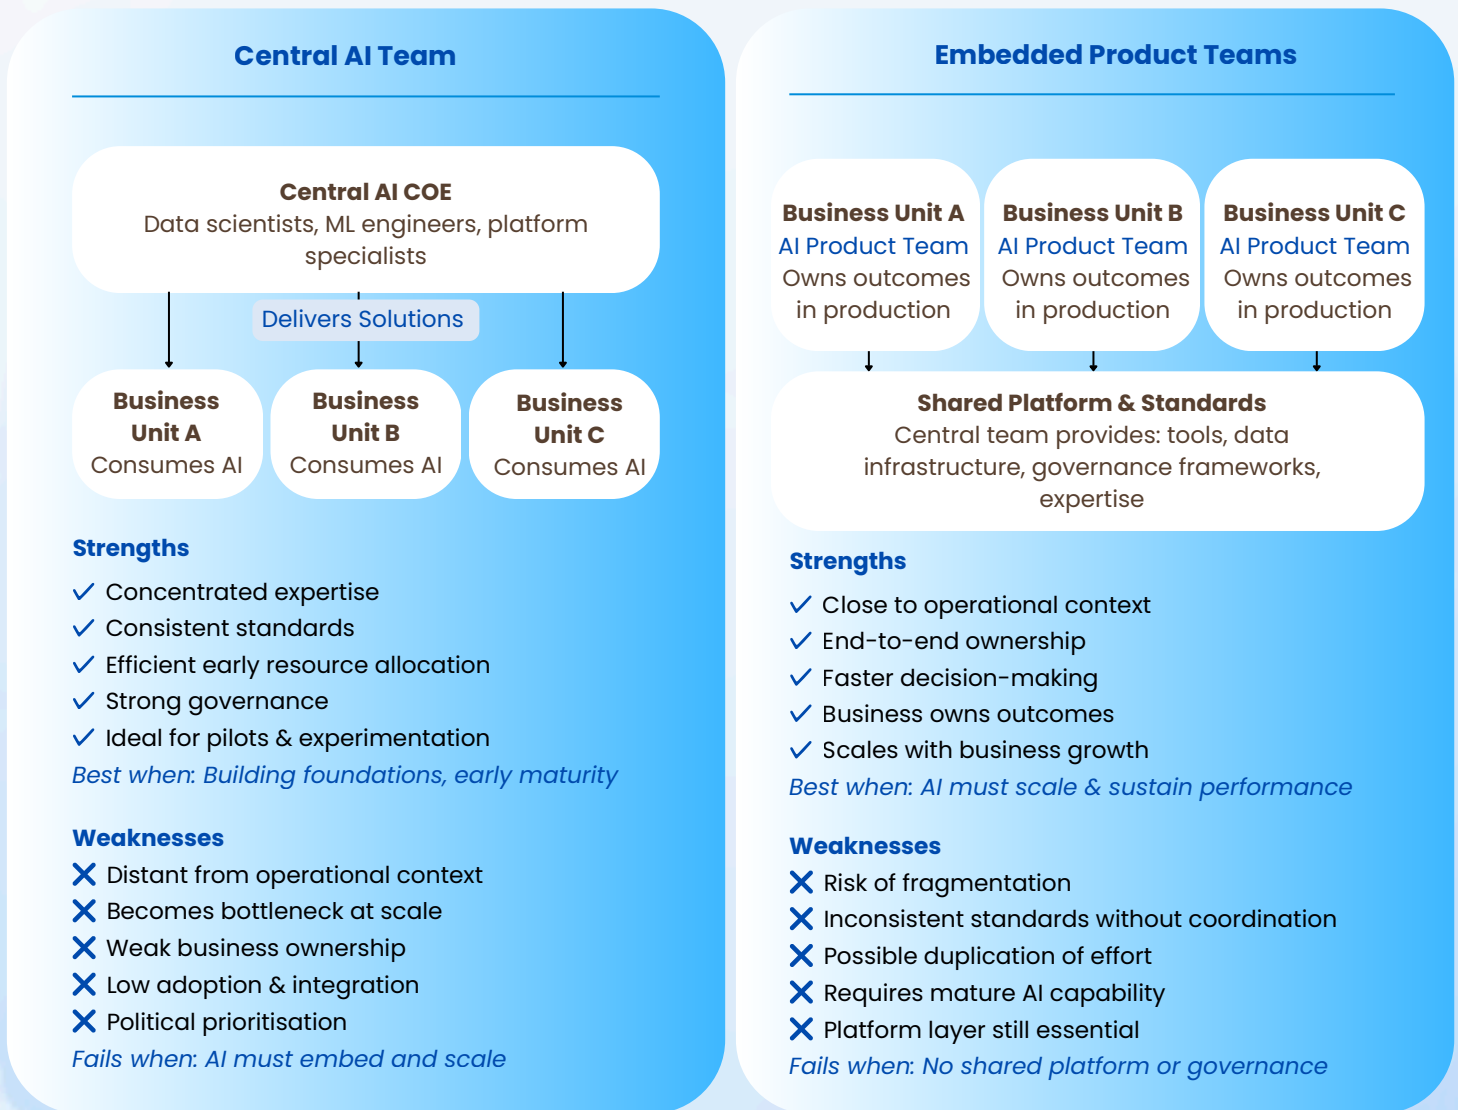 Central AI Team
Central AI COE
Data scientists, ML engineers, platform
specialists
Delivers Solutions
Business
Unit A
Consumes AI
Business
Unit B
Consumes AI
Business
Unit C
Consumes AI
Strengths
Concentrated expertise
Consistent standards
Efficient early resource allocation
Strong governance
Ideal for pilots & experimentation
Best when: Building foundations, early maturity
Weaknesses
Distant from operational context
Becomes bottleneck at scale
Weak business ownership
Low adoption & integration
Political prioritisation
Fails when: AI must embed and scale
Embedded Product Teams
Business Unit A
AI Product Team
Owns outcomes
in production
Business Unit B
AI Product Team
Owns outcomes
in production
Business Unit C
AI Product Team
Owns outcomes
in production
Shared Platform & Standards
Central team provides: tools, data
infrastructure, governance frameworks,
expertise
Strengths
Close to operational context
End-to-end ownership
Faster decision-making
Business owns outcomes
Scales with business growth
Best when: AI must scale & sustain performance
Weaknesses
Risk of fragmentation
Inconsistent standards without coordination
Possible duplication of effort
Requires mature AI capability
Platform layer still essential
Fails when: No shared platform or governance